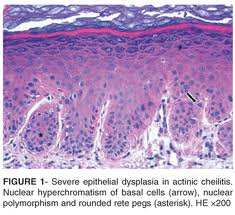 FIGURE 1- Severe epithelial dysplasia in actinic cheilitis.
Nuclear hyperchromatism of basal cells (arrow), nuclear
polymorphism and rounded rete pegs (asterisk). HE ×200